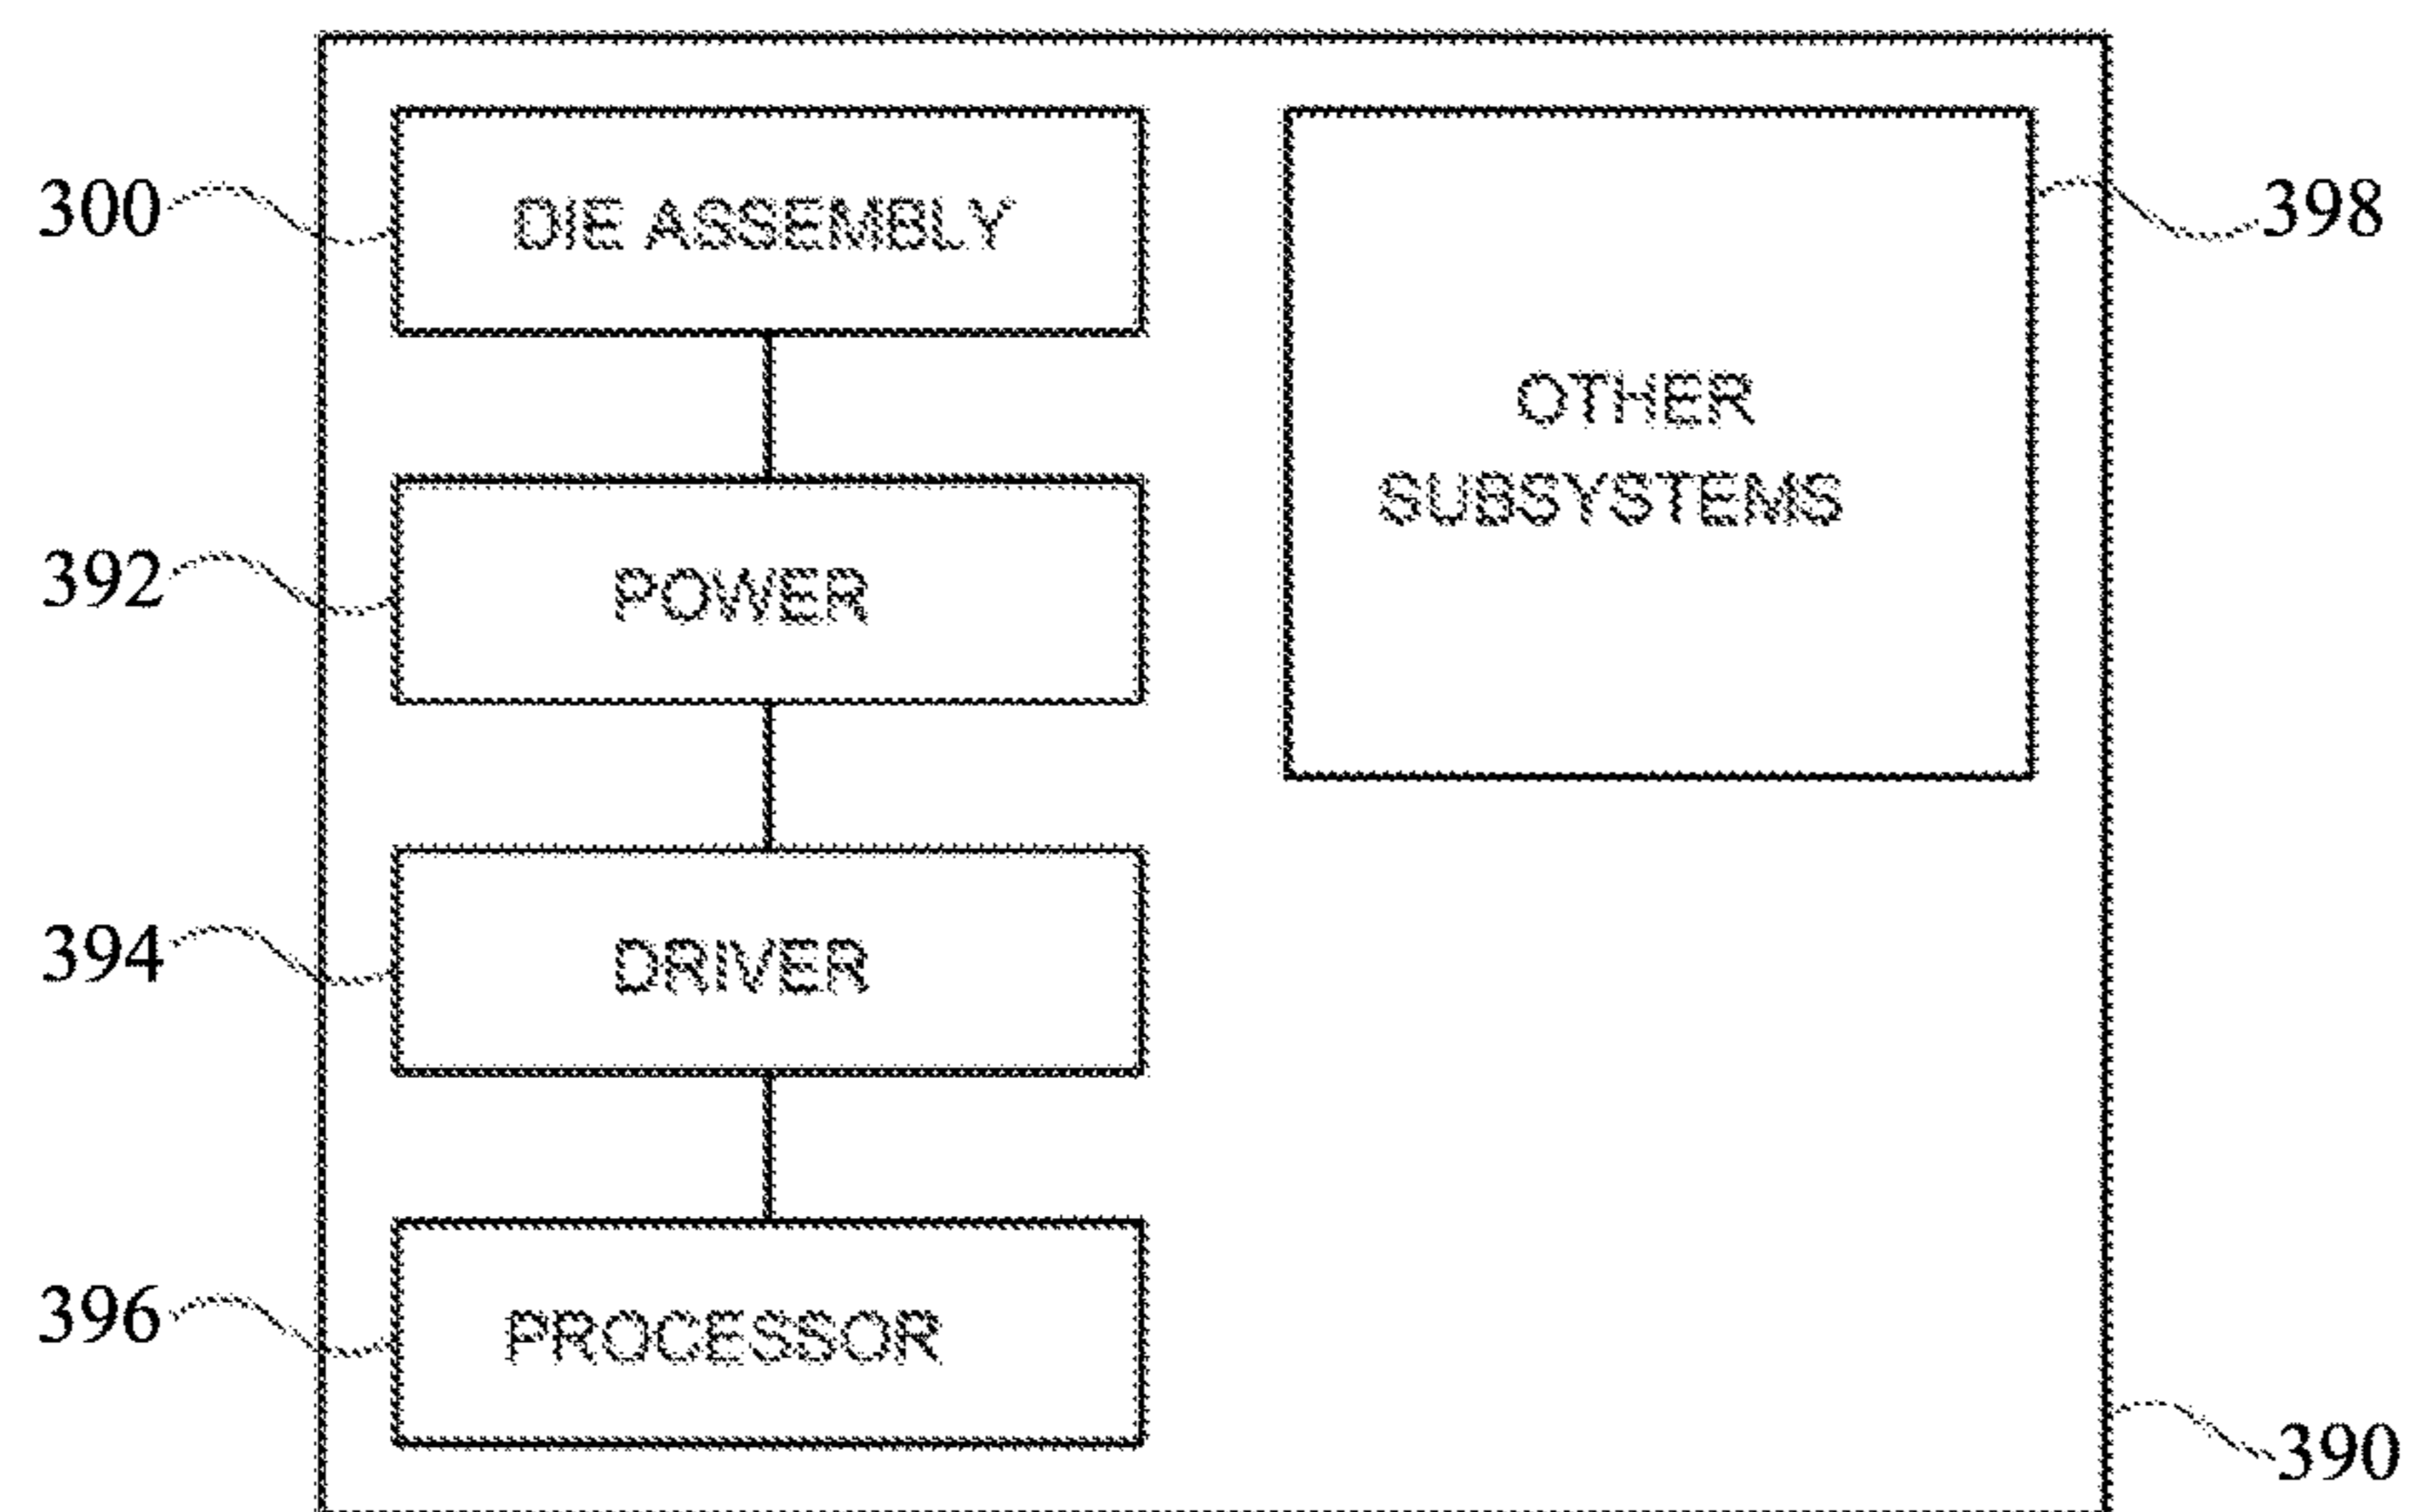 300
DIE ASSEMBLY
398
OTHER
SUBSYSTEMS
392
POWER
394
DRIVER
396
PROCESSOR
390